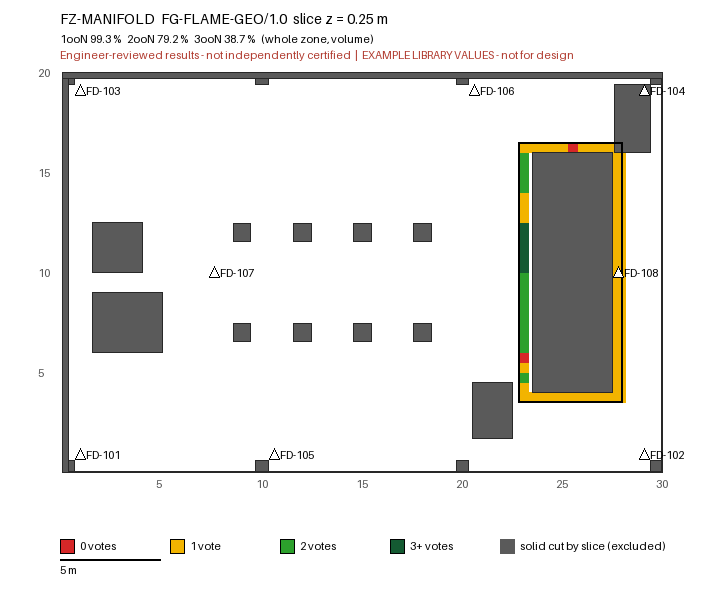 FZ-MANIFOLD FG-FLAME-GEO/1.0 slice z = 0.25 m
1ooN 99.3 % 2ooN 79.2 % 3ooN 38.7 % (whole zone, volume)
Engineer-reviewed results - not independently certified | EXAMPLE LIBRARY VALUES - not for design
20
FD-103
FD-106
FD-104
15
10
FD-107
FD-108
5
FD-101
FD-105
FD-102
5
10
15
20
25
30
0 votes
1 vote
2 votes
3+ votes
solid cut by slice (excluded)
5 m